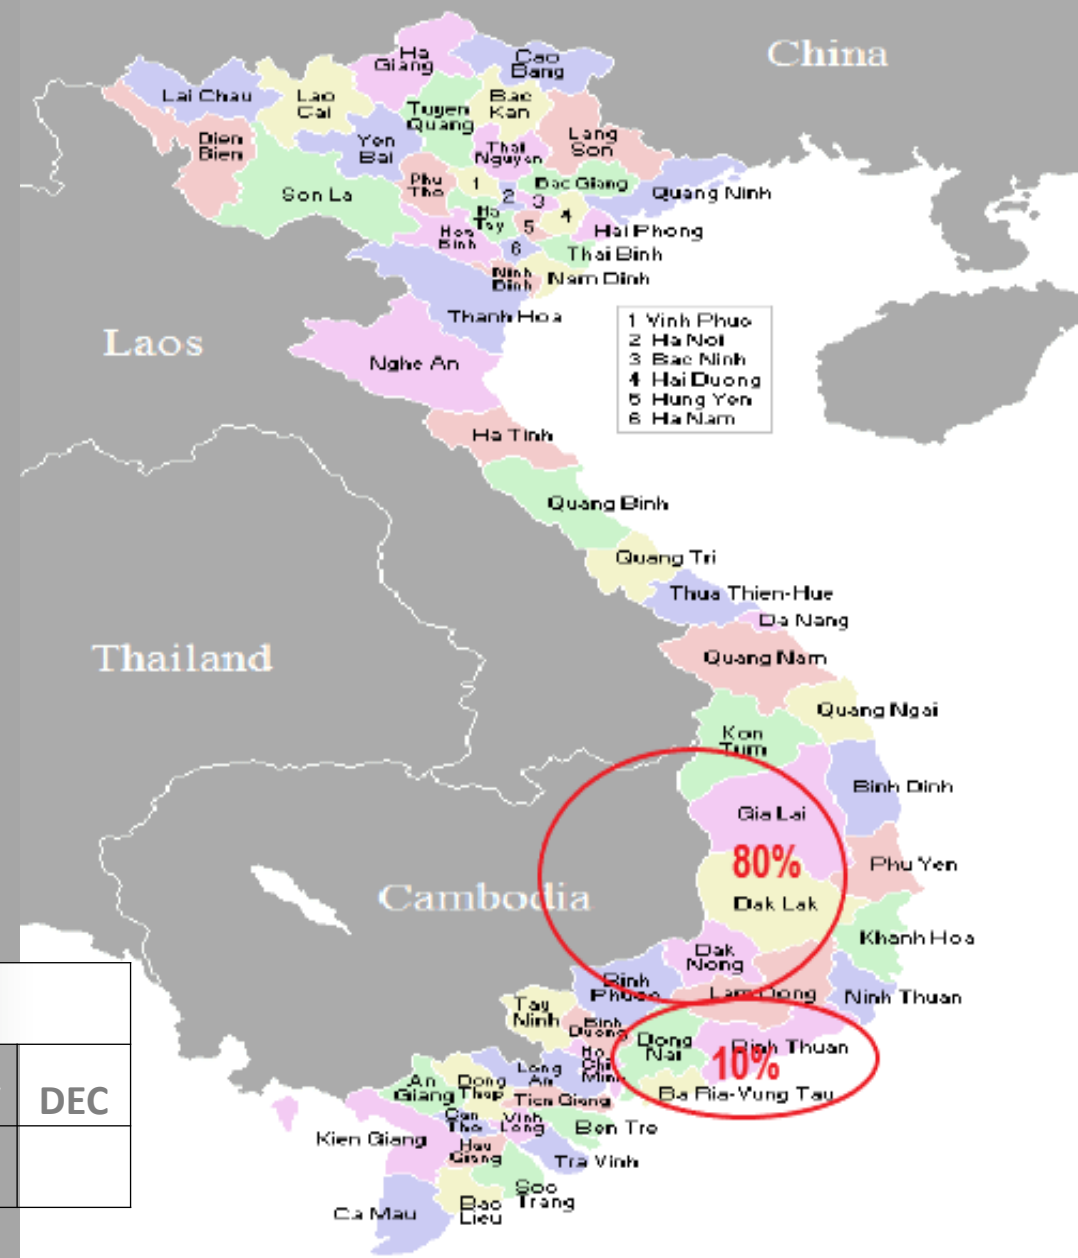 China
Ha
Giang
Cao
Bang
Lai Chau
Lao
Cai
Tuyen
Quang
Bac
Kan
Dien
Bien
Yen
Bai
Thai
Nguyen
Lang
Son
Son La
Phu
Tho
1
2
3
4
5
6
Bac Giang
Quang Ninh
Ha
Tay
Hoa
Binh
Hai Phong
Thai Binh
Ninh
Binh
Nam Dinh
Thanh Hoa
1 Vinh Phuc
2 Ha Noi
3 Bac Ninh
4 Hai Duong
5 Hung Yen
6 Ha Nam
Laos
Nghe An
Ha Tinh
Quang Binh
Quang Tri
Thua Thien-Hue
Da Nang
Thailand
Quang Nam
Quang Ngai
Kon
Tum
Binh Dinh
Gia Lai
80%
Phu Yen
Cambodia
Dak Lak
Khanh Hoa
Dak
Nong
Binh
Phuoc
Lam Dong
Ninh Thuan
Tay
Ninh
Binh
Duong
Dong
Nai
Binh Thuan
10%
Ho
Chi
Minh
Ba Ria-Vung Tau
DEC
An
Giang
Dong
Thap
Long
An
Tien Giang
Can
Tho
Vinh
Long
Ben Tre
Kien Giang
Hau
Giang
Tra Vinh
Soc
Trang
Ca Mau
Bac
Lieu